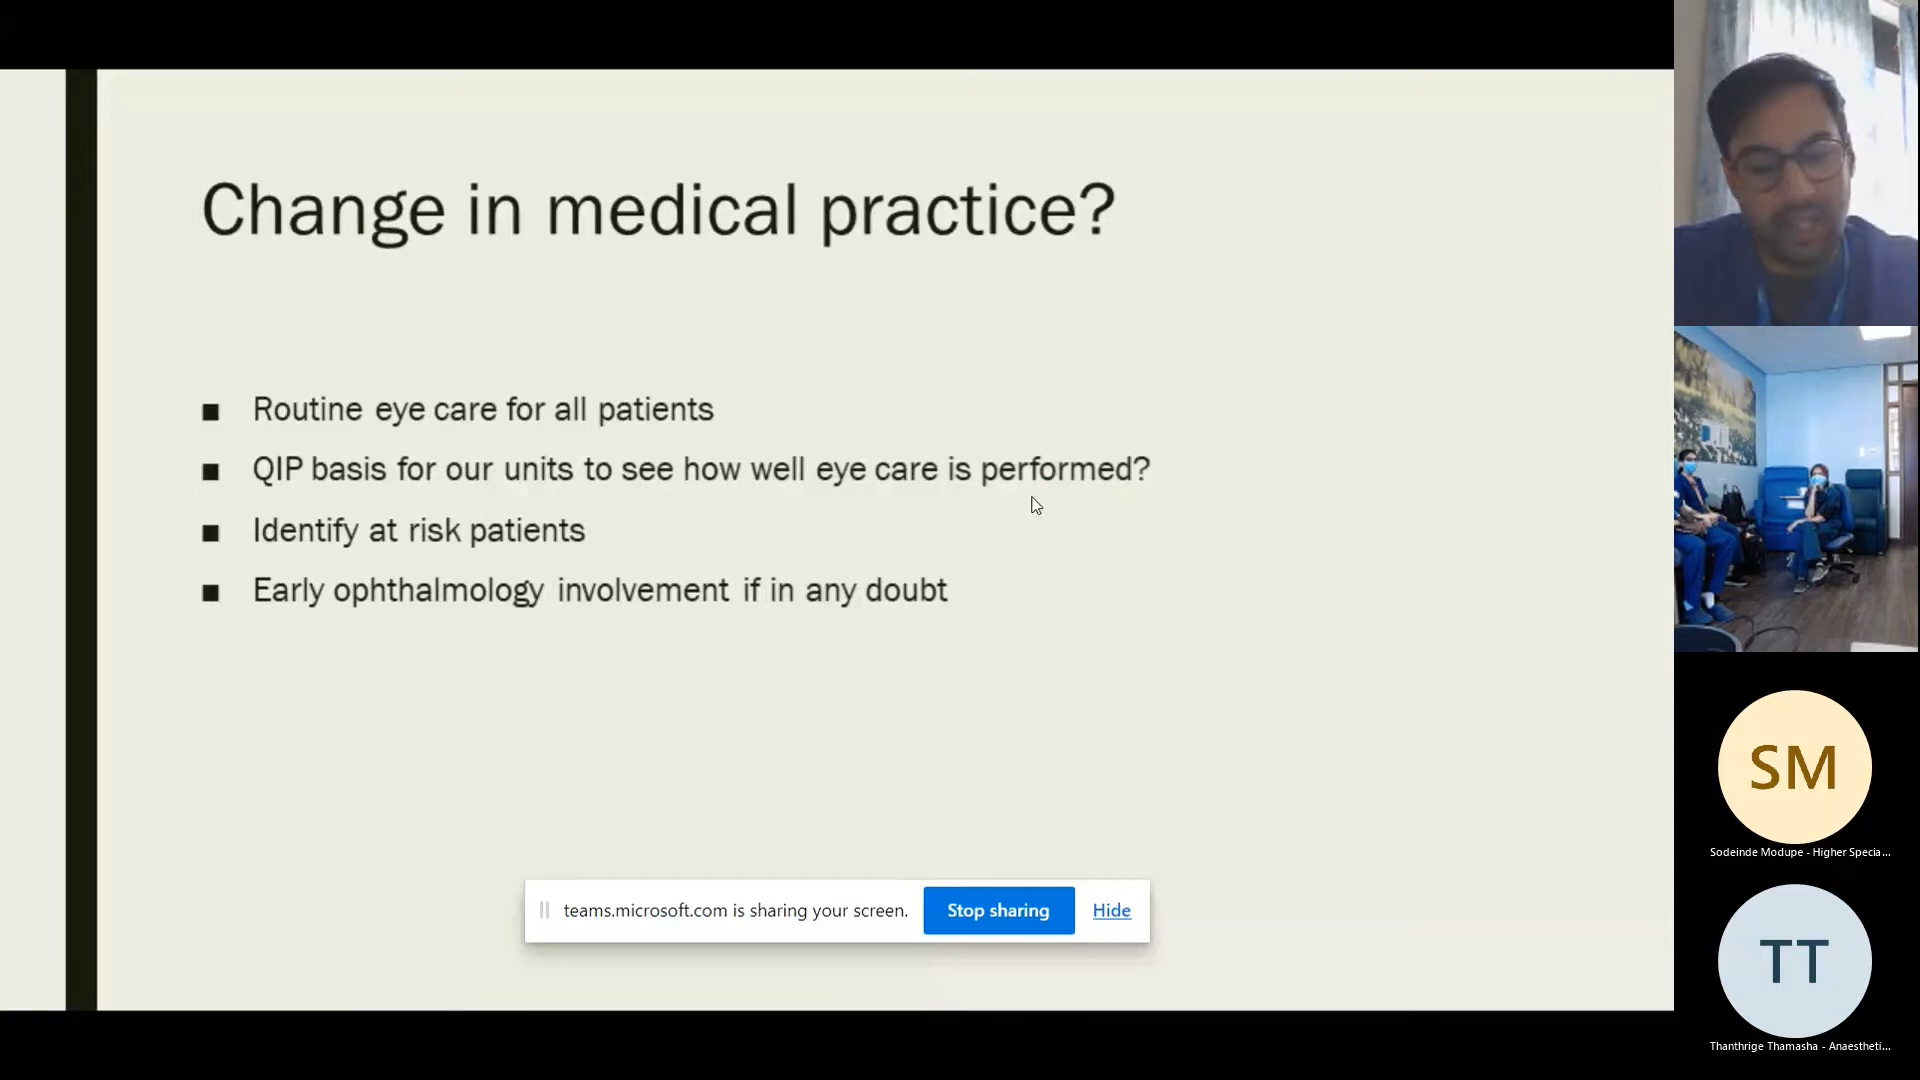 Change in medical practice?
■ Routine eye care for all patients
■ QIP basis for our units to see how well eye care is performed?
■ Identify at risk patients
■ Early ophthalmology involvement if in any doubt
teams.microsoft.com is sharing your screen. Stop sharing Hide
SM
Sodeinde Modupe - Higher Specia...
TT
Thanthrige Thamasha - Anaestheti...